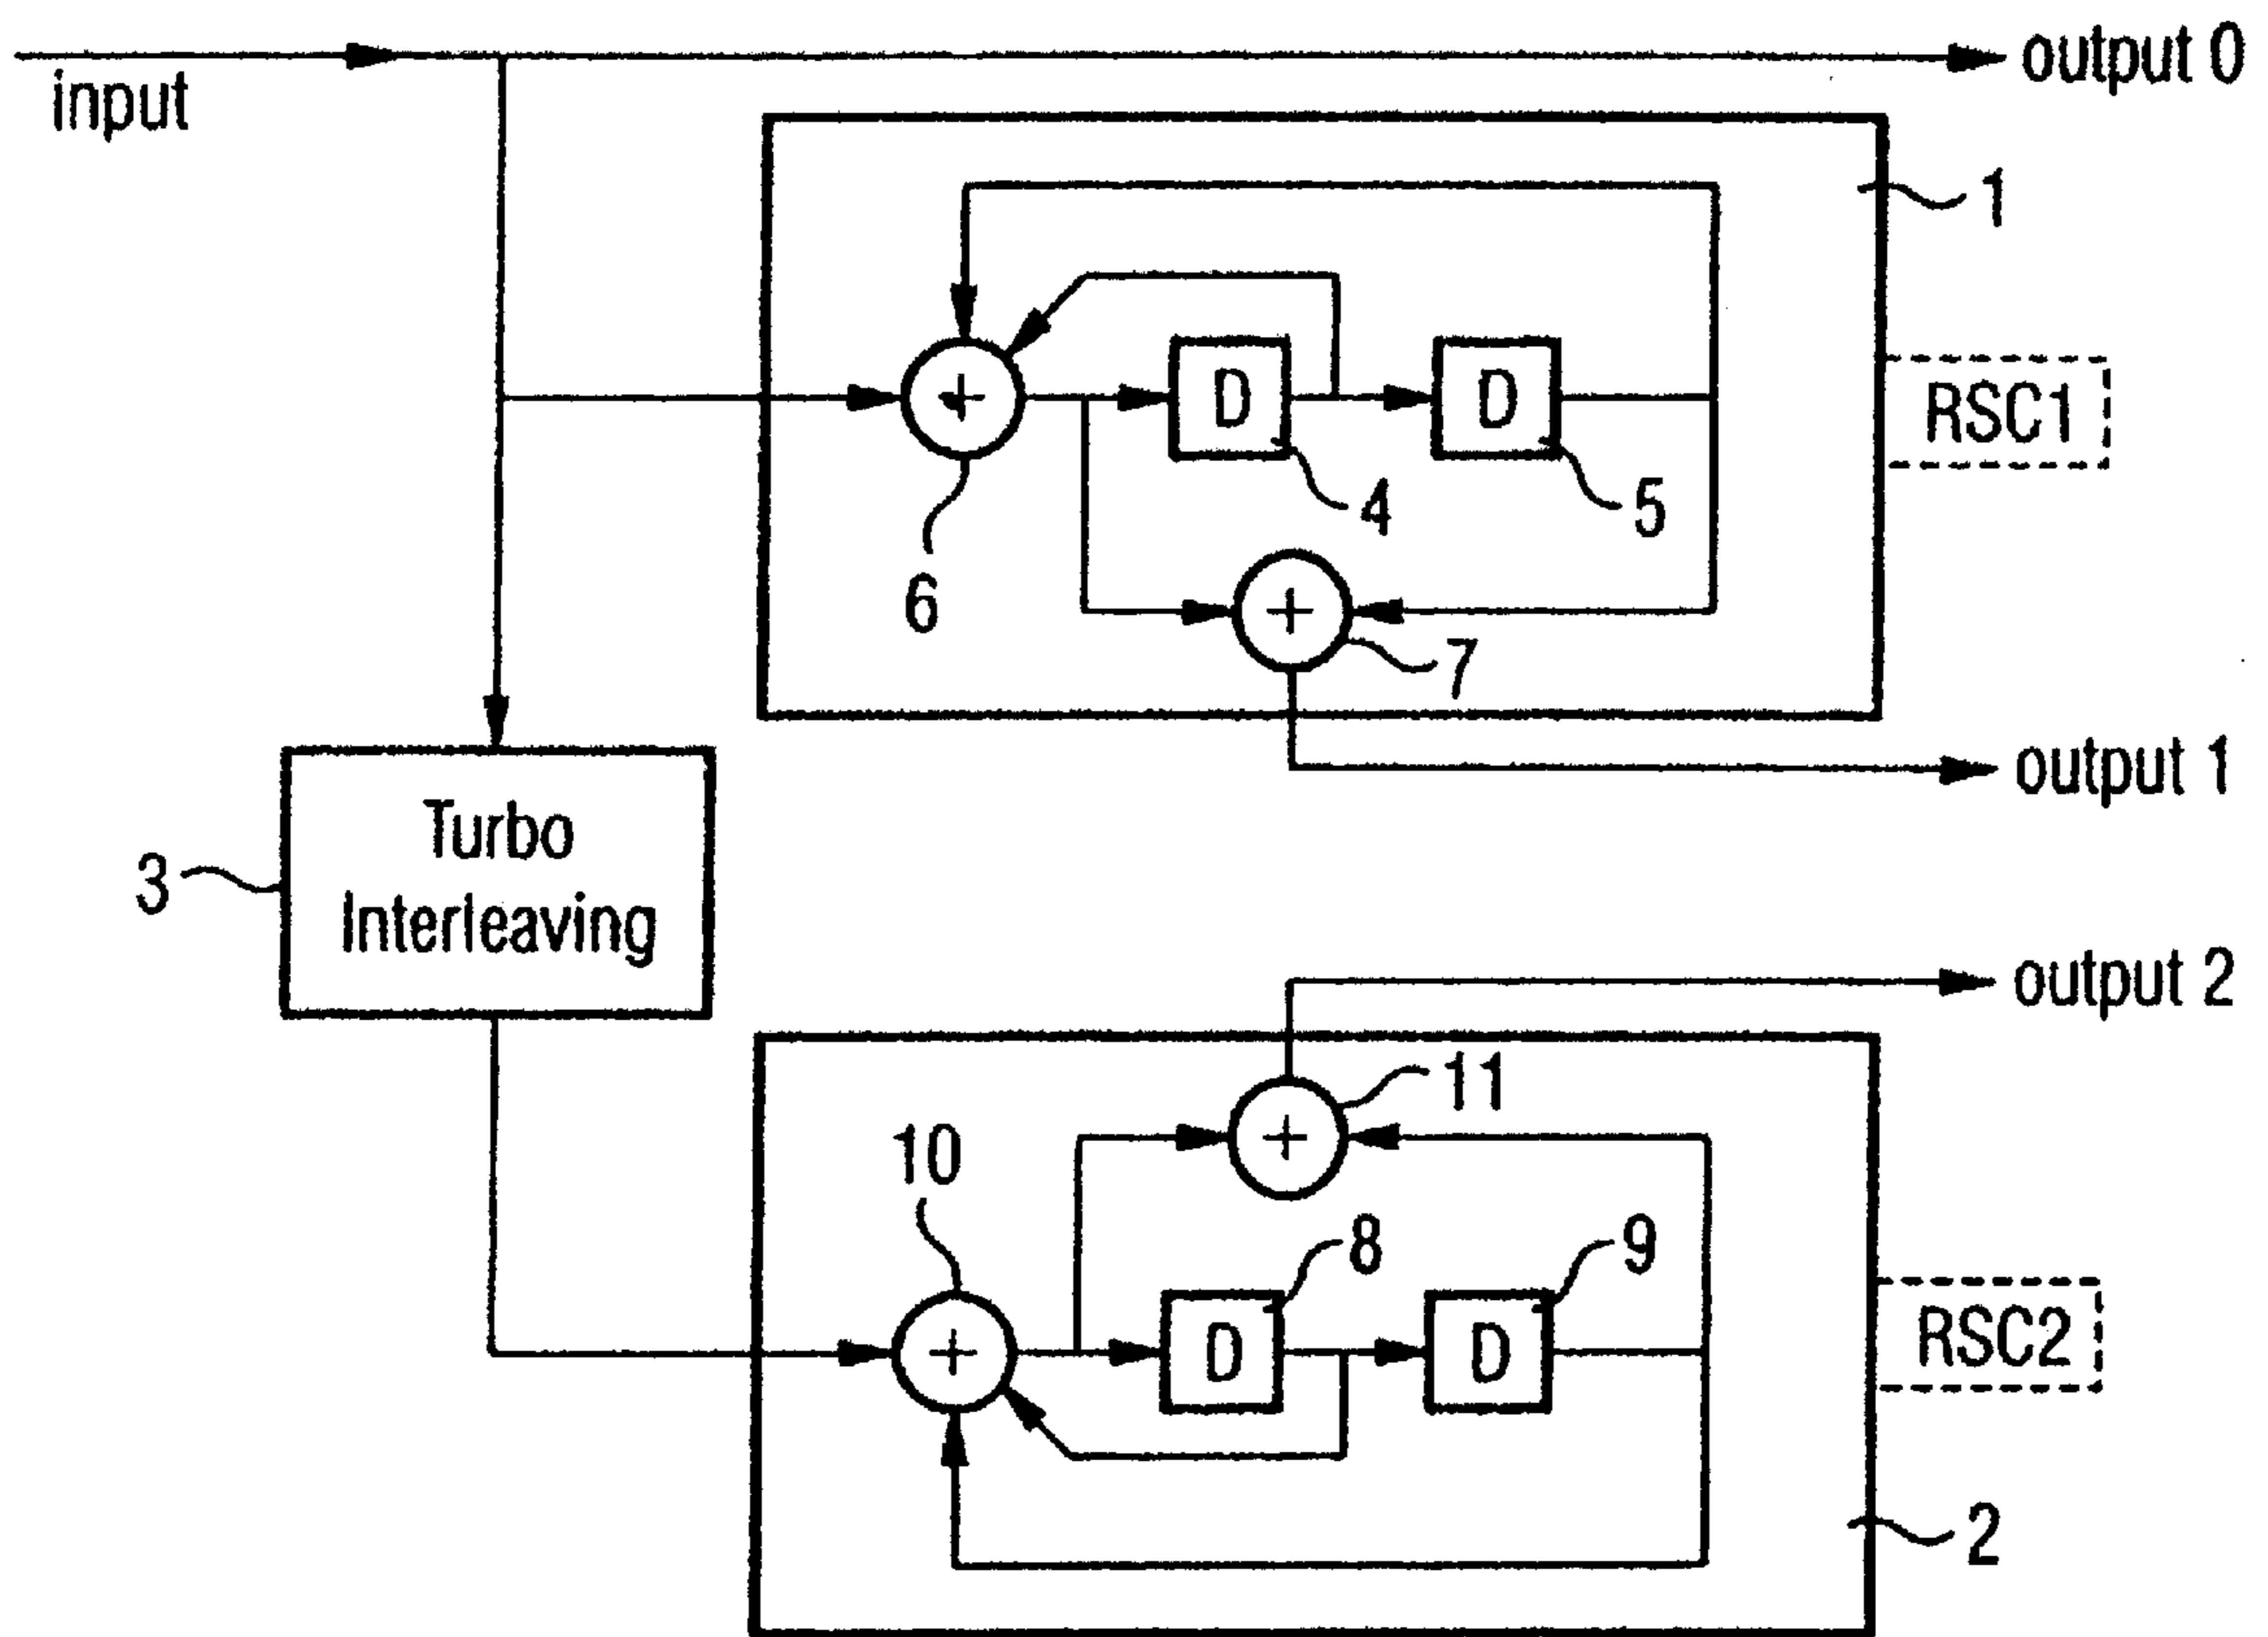 output 0
input
1
+
D
D
RSC1
4
5
6
+
7
output 1
Turbo
Interleaving
3
output 2
11
+
10
8
9
+
D
D
RSC2
2